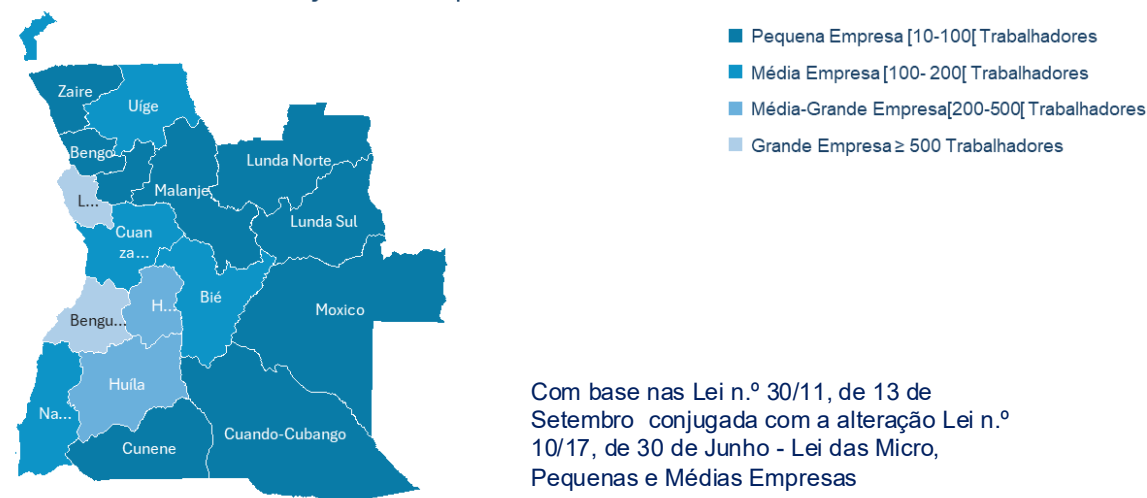 Pequena Empresa [10-100[ Trabalhadores
Média Empresa [100- 200[ Trabalhadores
Média-Grande Empresa[200-500[ Trabalhadores
Grande Empresa ≥ 500 Trabalhadores
Zaire
Uíge
Bengo
Lunda Norte
Malanje
L...
Lunda Sul
Cuan
za...
Bié
H...
Moxico
Bengu...
Huíla
Na...
Cuando-Cubango
Cunene
Com base nas Lei n.º 30/11, de 13 de
Setembro conjugada com a alteração Lei n.º
10/17, de 30 de Junho - Lei das Micro,
Pequenas e Médias Empresas